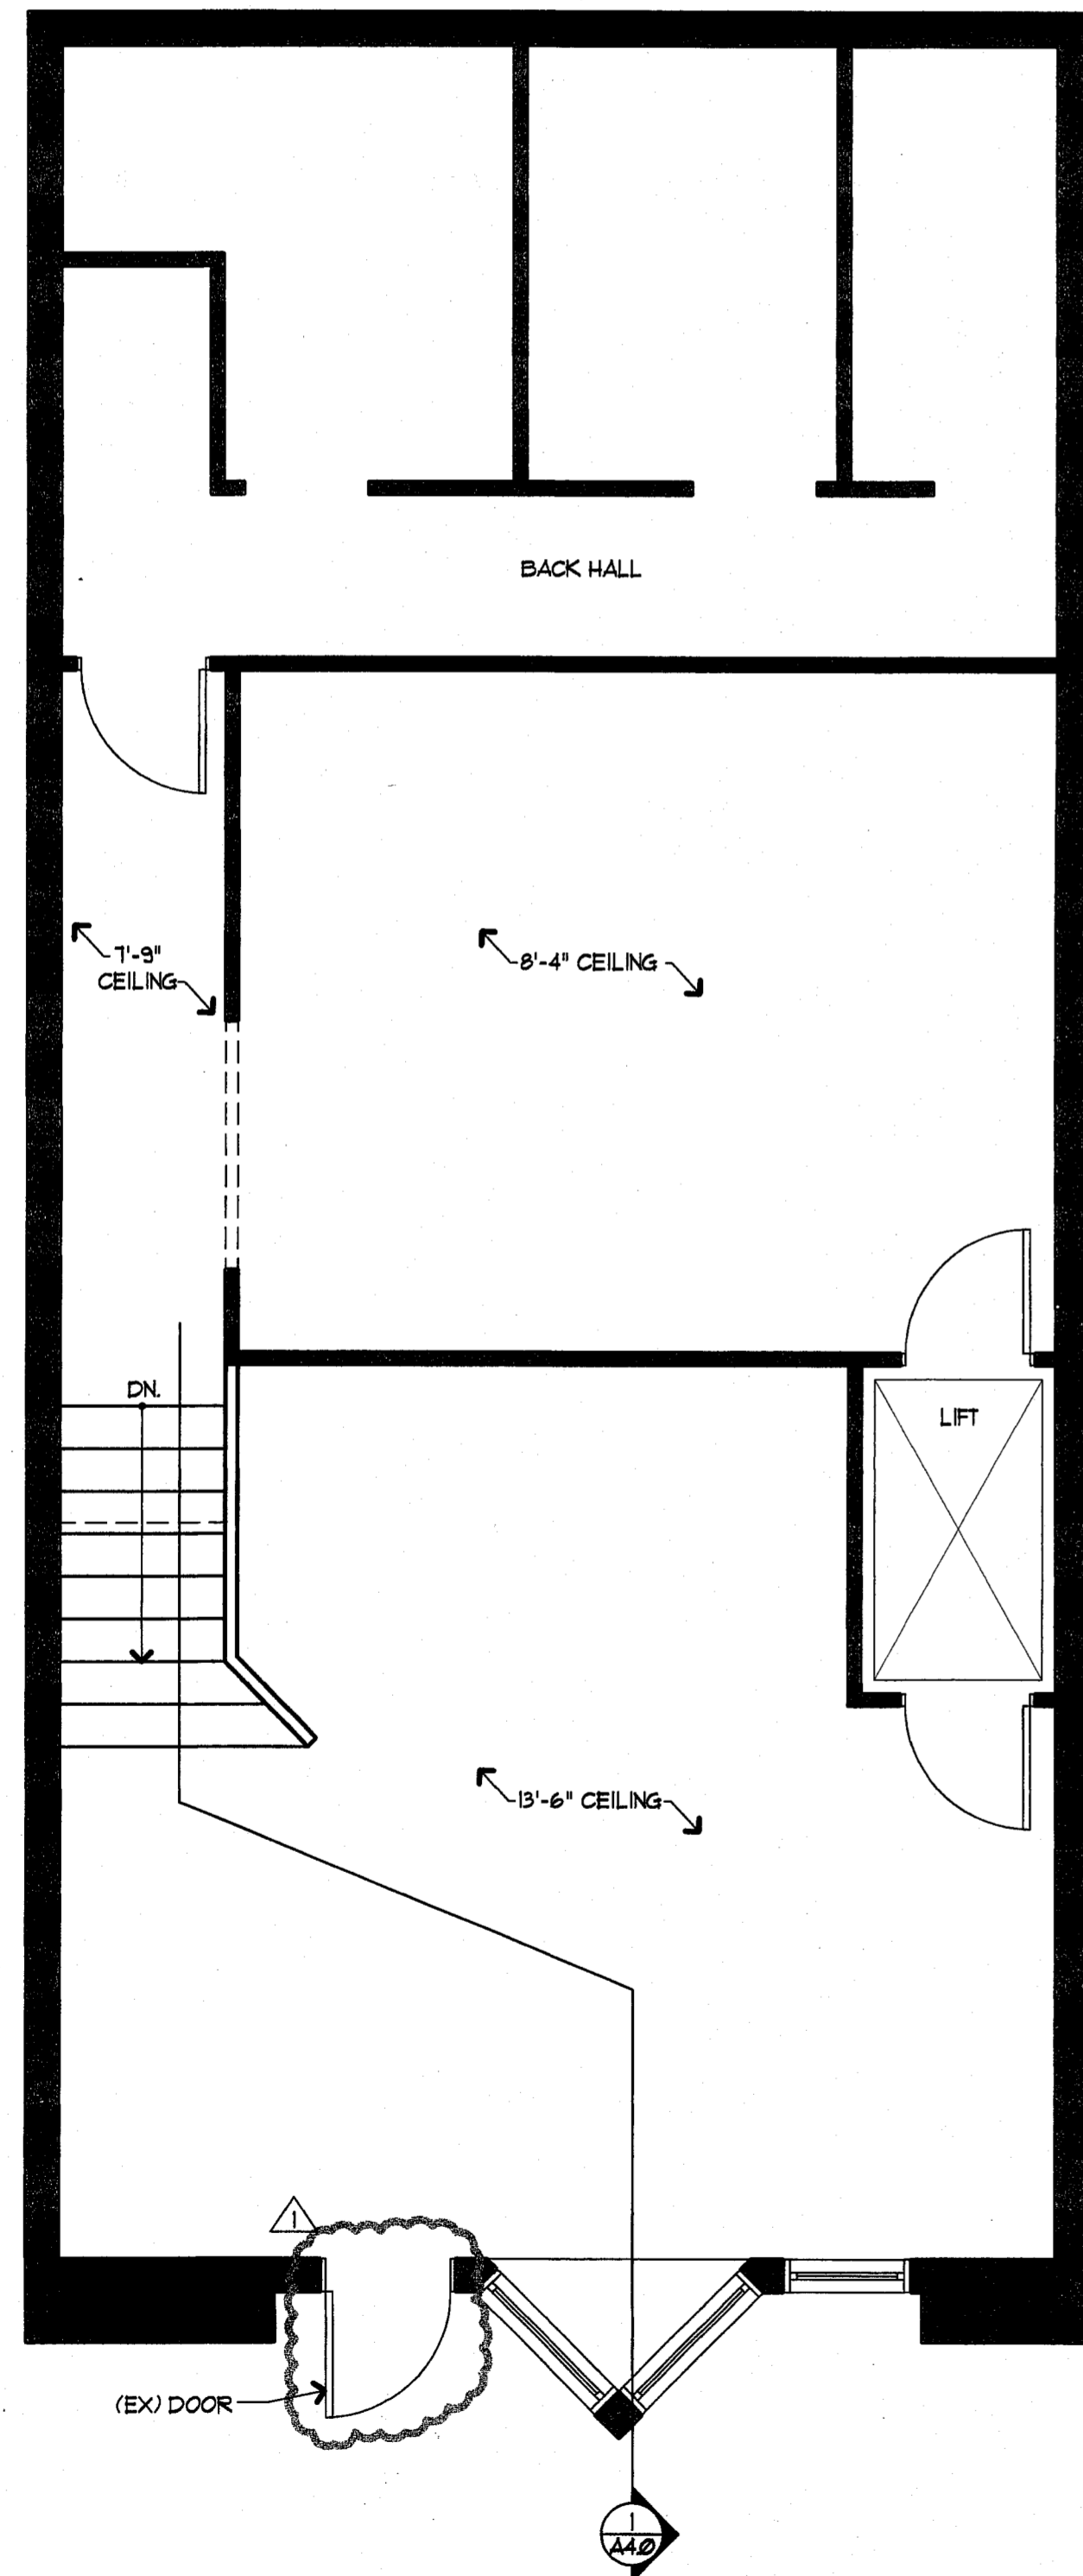 BACK HALL
7'-9"
CEILING
8'-4" CEILING
DN.
LIFT
13'-6" CEILING
1
(EX) DOOR
1
A4.0